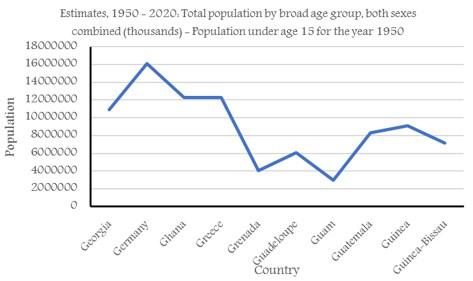 Estimates, 1950 - 2020: Total population by broad age group, both sexes
combined (thousands) - Population under age 15 for the year 1950
18000000
16000000
14000000
12000000
10000000
8000000
6000000
4000000
2000000
0
Population
Georgia
Germany
Ghana
Greece
Grenada
Guadeloupe
Guam
Guatemala
Guinea
Guinea-Bissau
Country